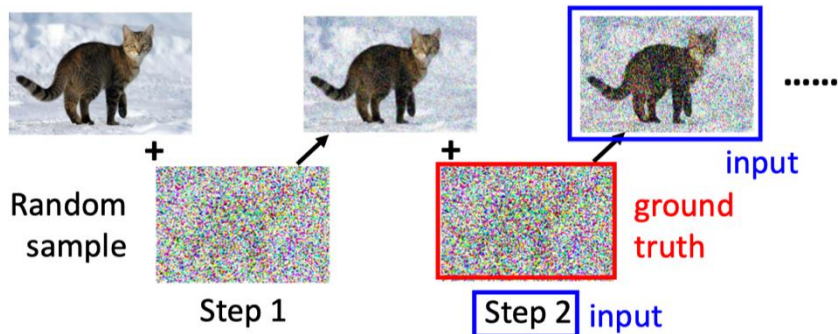 +
+
......
input
Random
sample
ground
truth
Step 1
Step 2
input